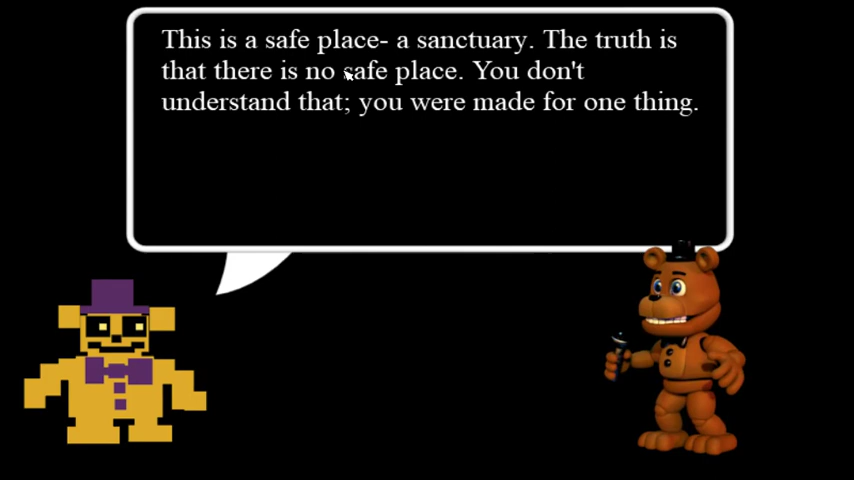 This is a safe place- a sanctuary. The truth is
that there is no safe place. You don't
understand that; you were made for one thing.